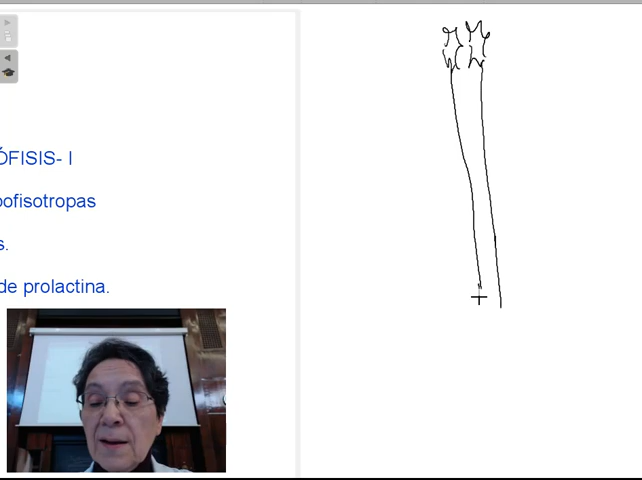 ÓFISIS- I
pofisotropas
s.
de prolactina.